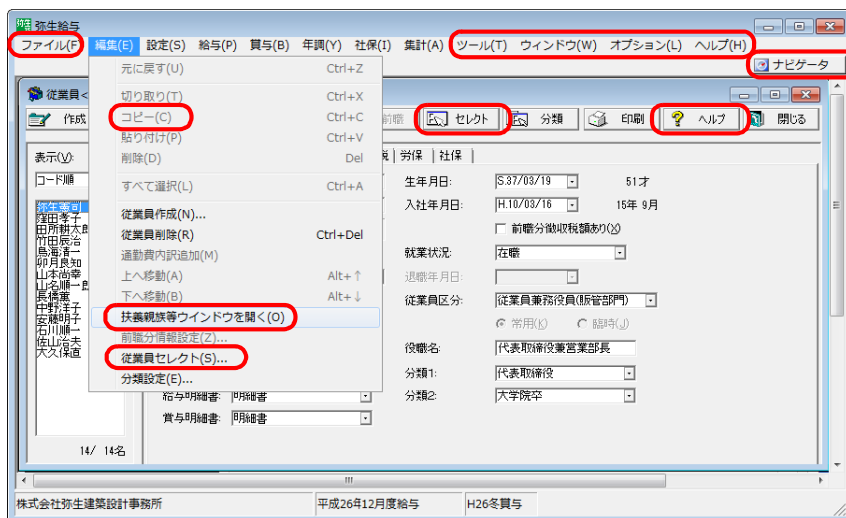 弥生給与
ファイル(F) 編集(E) 設定(S) 給与(P) 賞与(B) 年調(Y) 社保(I) 集計(A) ツール(T) ウィンドウ(W) オプション(L) ヘルプ(H)
ナビゲータ
元に戻す(U) Ctrl+Z
従業員<
切り取り(T) Ctrl+X
作成 コピー(C) Ctrl+C 前職 セレクト 分類 印刷 ヘルプ 閉じる
貼り付け(P) Ctrl+V
表示(V): 削除(D) Del 労保 社保
コード順 すべて選択(L) Ctrl+A 生年月日: S.37/03/19 51才
弥生憲司 従業員作成(N)... 入社年月日: H.10/03/16 15年 9月
窪田孝子
田所耕太郎 従業員削除(R) Ctrl+Del 前職分徴収税額あり(X)
竹田辰治
鳥海清一 通勤費内訳追加(M) 就業状況: 在職
卯月良知
山本尚幸 上へ移動(A) Alt+↑ 退職年月日:
山名順一
長橋薫 下へ移動(B) Alt+↓ 従業員区分: 従業員兼務役員(販管部門)
中野洋子
安藤明子 扶養親族等ウインドウを開く(O)
石川順一 前職分情報設定(Z)... 常用(K) 臨時(J)
佐山治夫
大久保直 従業員セレクト(S)... 役職名: 代表取締役兼営業部長
分類設定(E)... 分類1: 代表取締役
給与明細書: 明細書 分類2: 大学院卒
賞与明細書: 明細書
14/ 14名
株式会社弥生建築設計事務所 平成26年12月度給与 H26冬賞与